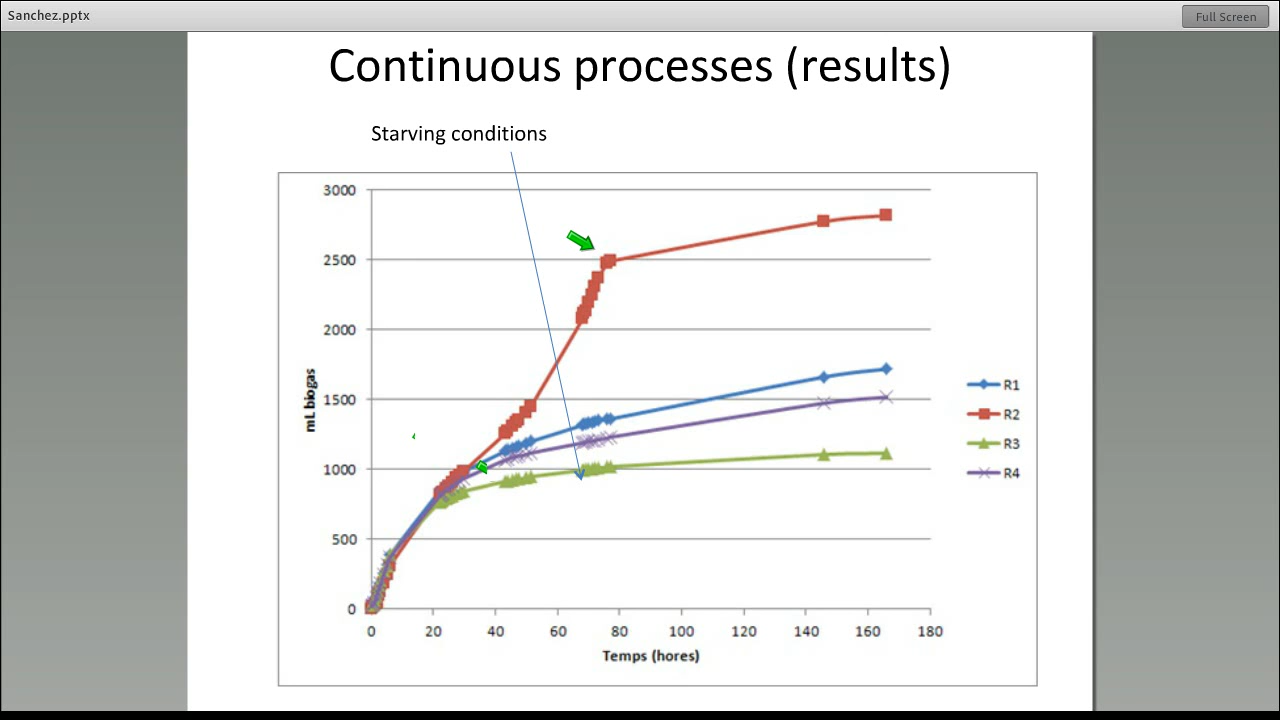 Sanchez.pptx
Full Screen
Continuous processes (results)
Starving conditions
3000
2500
2000
1500
1000
500
0
mL biogas
0 20 40 60 80 100 120 140 160 180
Temps (hores)
R1
R2
R3
R4